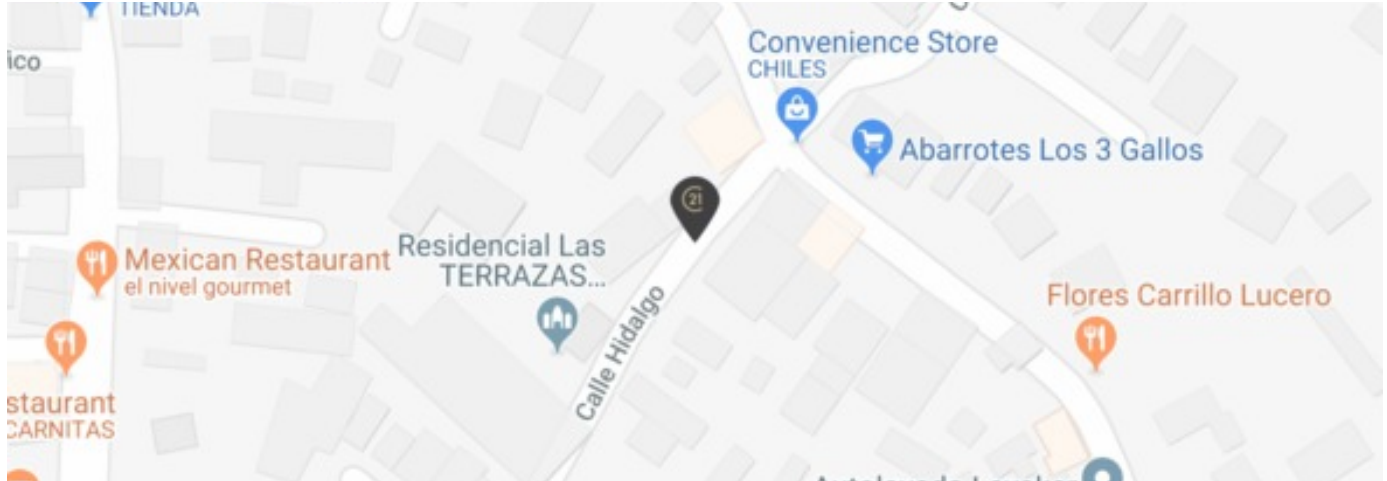 TIENDA
ico
Convenience Store
CHILES
Abarrotes Los 3 Gallos
21
Residencial Las
TERRAZAS...
Mexican Restaurant
el nivel gourmet
Calle Hidalgo
Flores Carrillo Lucero
staurant
CARNITAS